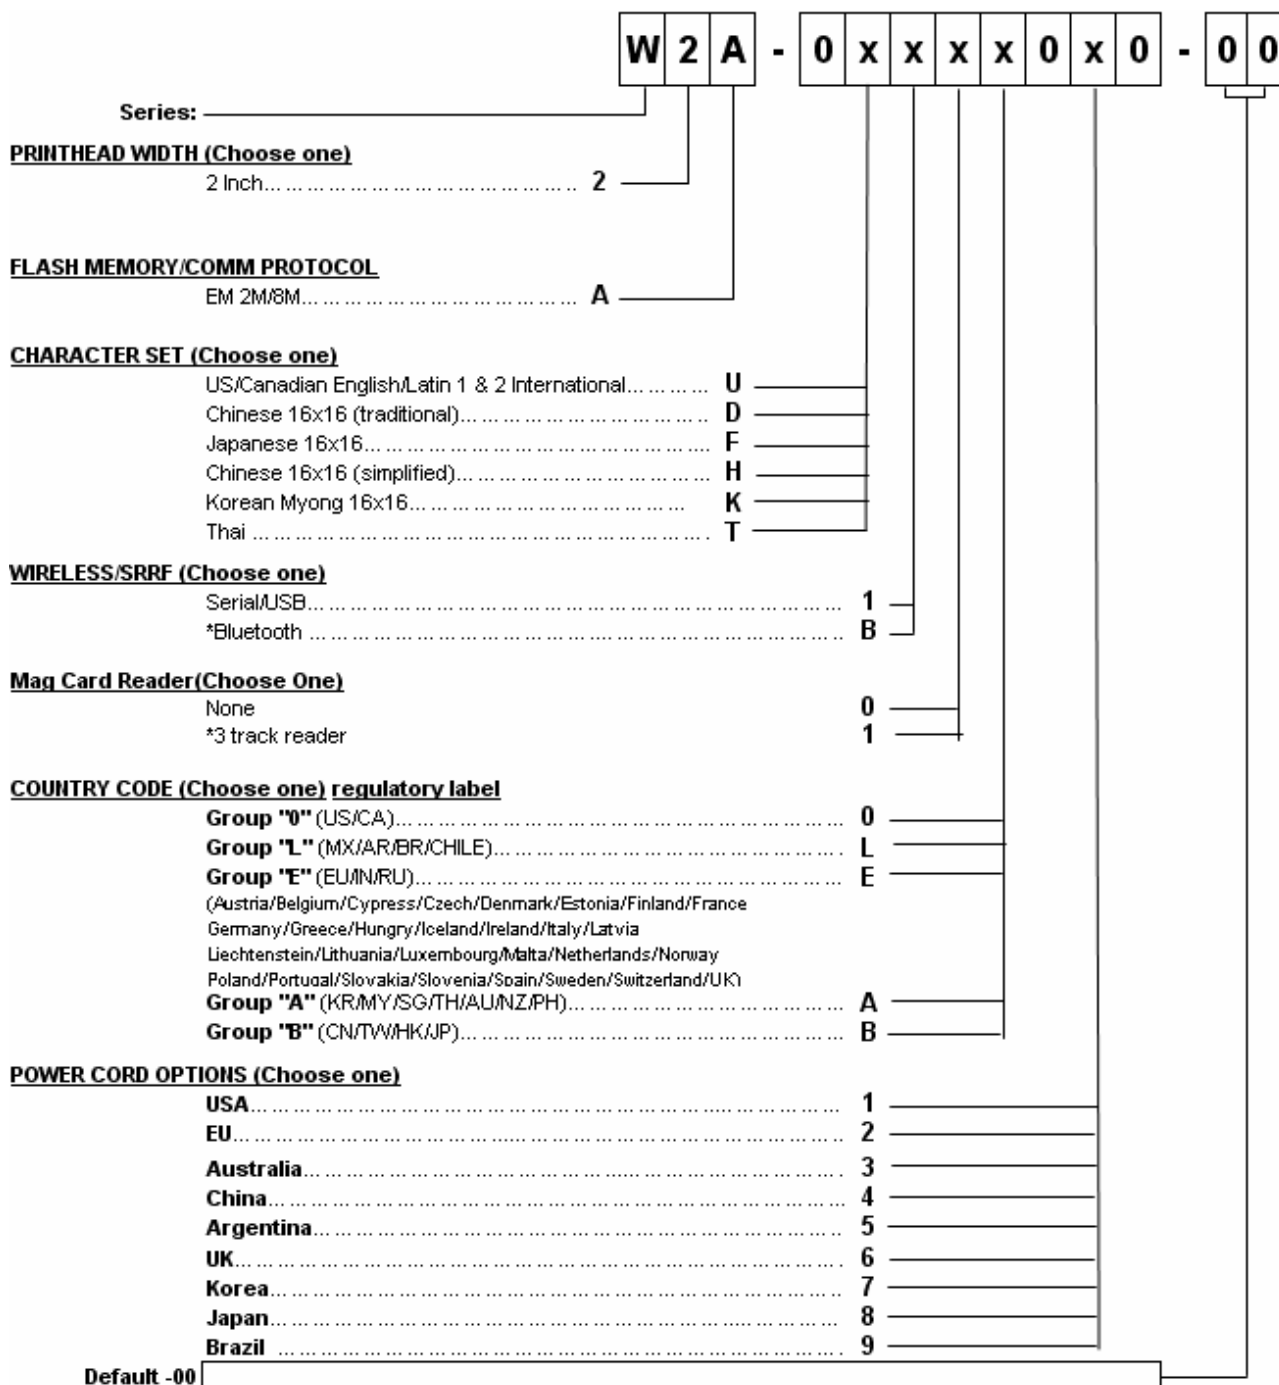 W 2 A - 0 x x x x 0 x 0 - 0 0
Series:
PRINTHEAD WIDTH (Choose one)
2 Inch… … … … … … … … … … … … … … .. 2
FLASH MEMORY/COMM PROTOCOL
EM 2M/8M… … … … … … … … … … … … … A
CHARACTER SET (Choose one)
US/Canadian English/Latin 1 & 2 International… … … … U
Chinese 16x16 (traditional)… … … … … … … … … … … … D
Japanese 16x16… … … … … … … … … … … … … … … …. F
Chinese 16x16 (simplified)… … … … … … … … … … … … H
Korean Myong 16x16… … … … … … … … … … … … … K
Thai … … … … … … … … … … … … … … … … … … … … … . T
WIRELESS/SRRF (Choose one)
Serial/USB… … … … … … … … … … … … … … … … … … … … … … … … … 1
*Bluetooth … … … … … … … … … … … … … … … … … … … … … … … … … B
Mag Card Reader(Choose One)
None 0
*3 track reader 1
COUNTRY CODE (Choose one) regulatory label
Group "0" (US/CA)… … … … … … … … … … … … … … … … … … … … … 0
Group "L" (MX/AR/BR/CHILE)… … … … … … … … … … … … … … … … . L
Group "E" (EU/IN/RU)… … … … … … … … … … … … … … … … … … … … E
(Austria/Belgium/Cypress/Czech/Denmark/Estonia/Finland/France
Germany/Greece/Hungry/Iceland/Ireland/Italy/Latvia
Liechtenstein/Lithuania/Luxembourg/Malta/Netherlands/Norway
Poland/Portugal/Slovakia/Slovenia/Spain/Sweden/Switzerland/UK)
Group "A" (KR/MY/SG/TH/AU/NZ/PH)… … … … … … … … … … … … … A
Group "B" (CN/TW/HK/JP)… … … … … … … … … … … … … … … … … … B
POWER CORD OPTIONS (Choose one)
USA… … … … … … … … … … … … … … … … … … … … … … … … … … … 1
EU… … … … … … … … … … … … … … … … … … … … … … … … … … … … 2
Australia… … … … … … … … … … … … … … … … … … … … … … … … … 3
China… … … … … … … … … … … … … … … … … … … … … … … … … … … 4
Argentina… … … … … … … … … … … … … … … … … … … … … … … … .. 5
UK… … … … … … … … … … … … … … … … … … … … … … … … … … … … . 6
Korea… … … … … … … … … … … … … … … … … … … … … … … … … … 7
Japan… … … … … … … … … … … … … … … … … … … … … … … … … … 8
Brazil … … … … … … … … … … … … … … … … … … … … … … … … … … 9
Default -00